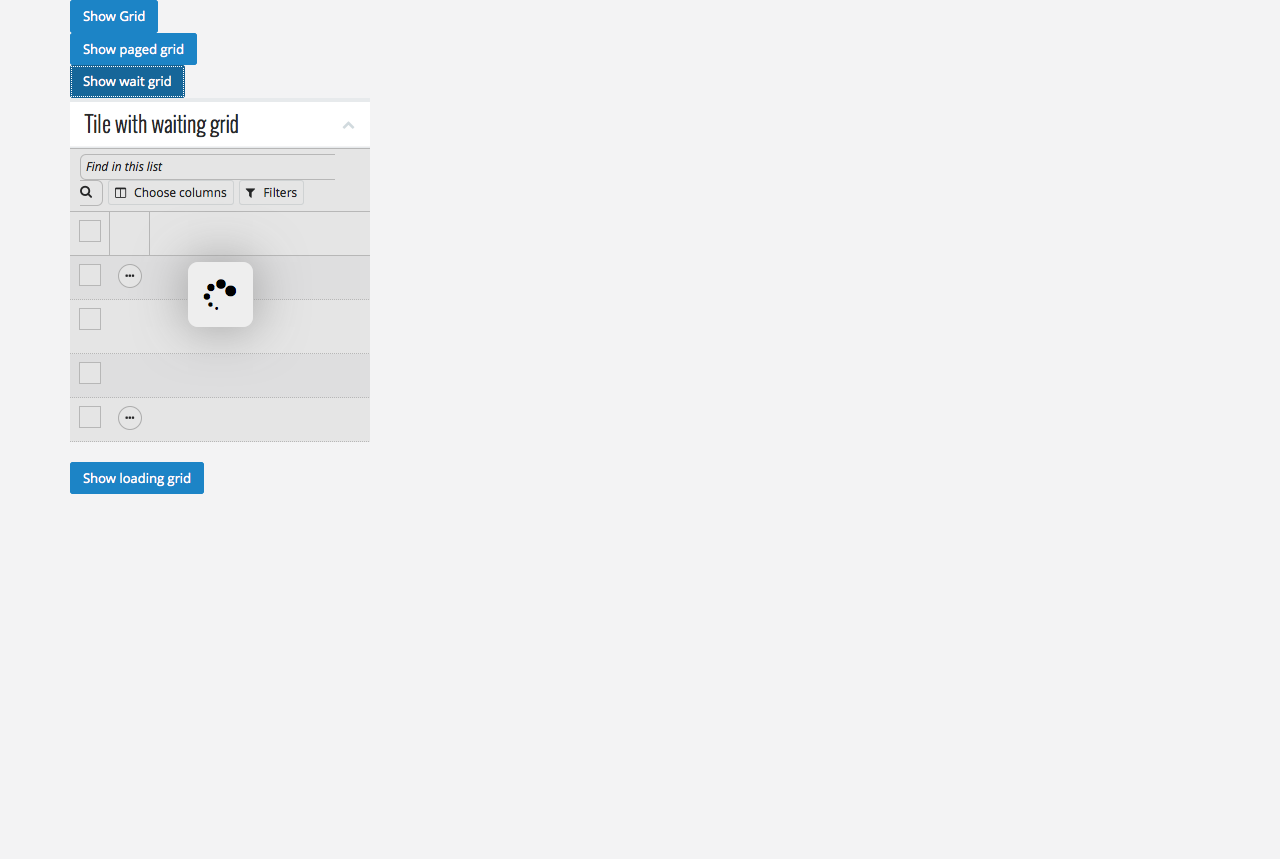 Show Grid
Show paged grid
Show wait grid
Tile with waiting grid
Find in this list
Choose columns Filters
Show loading grid